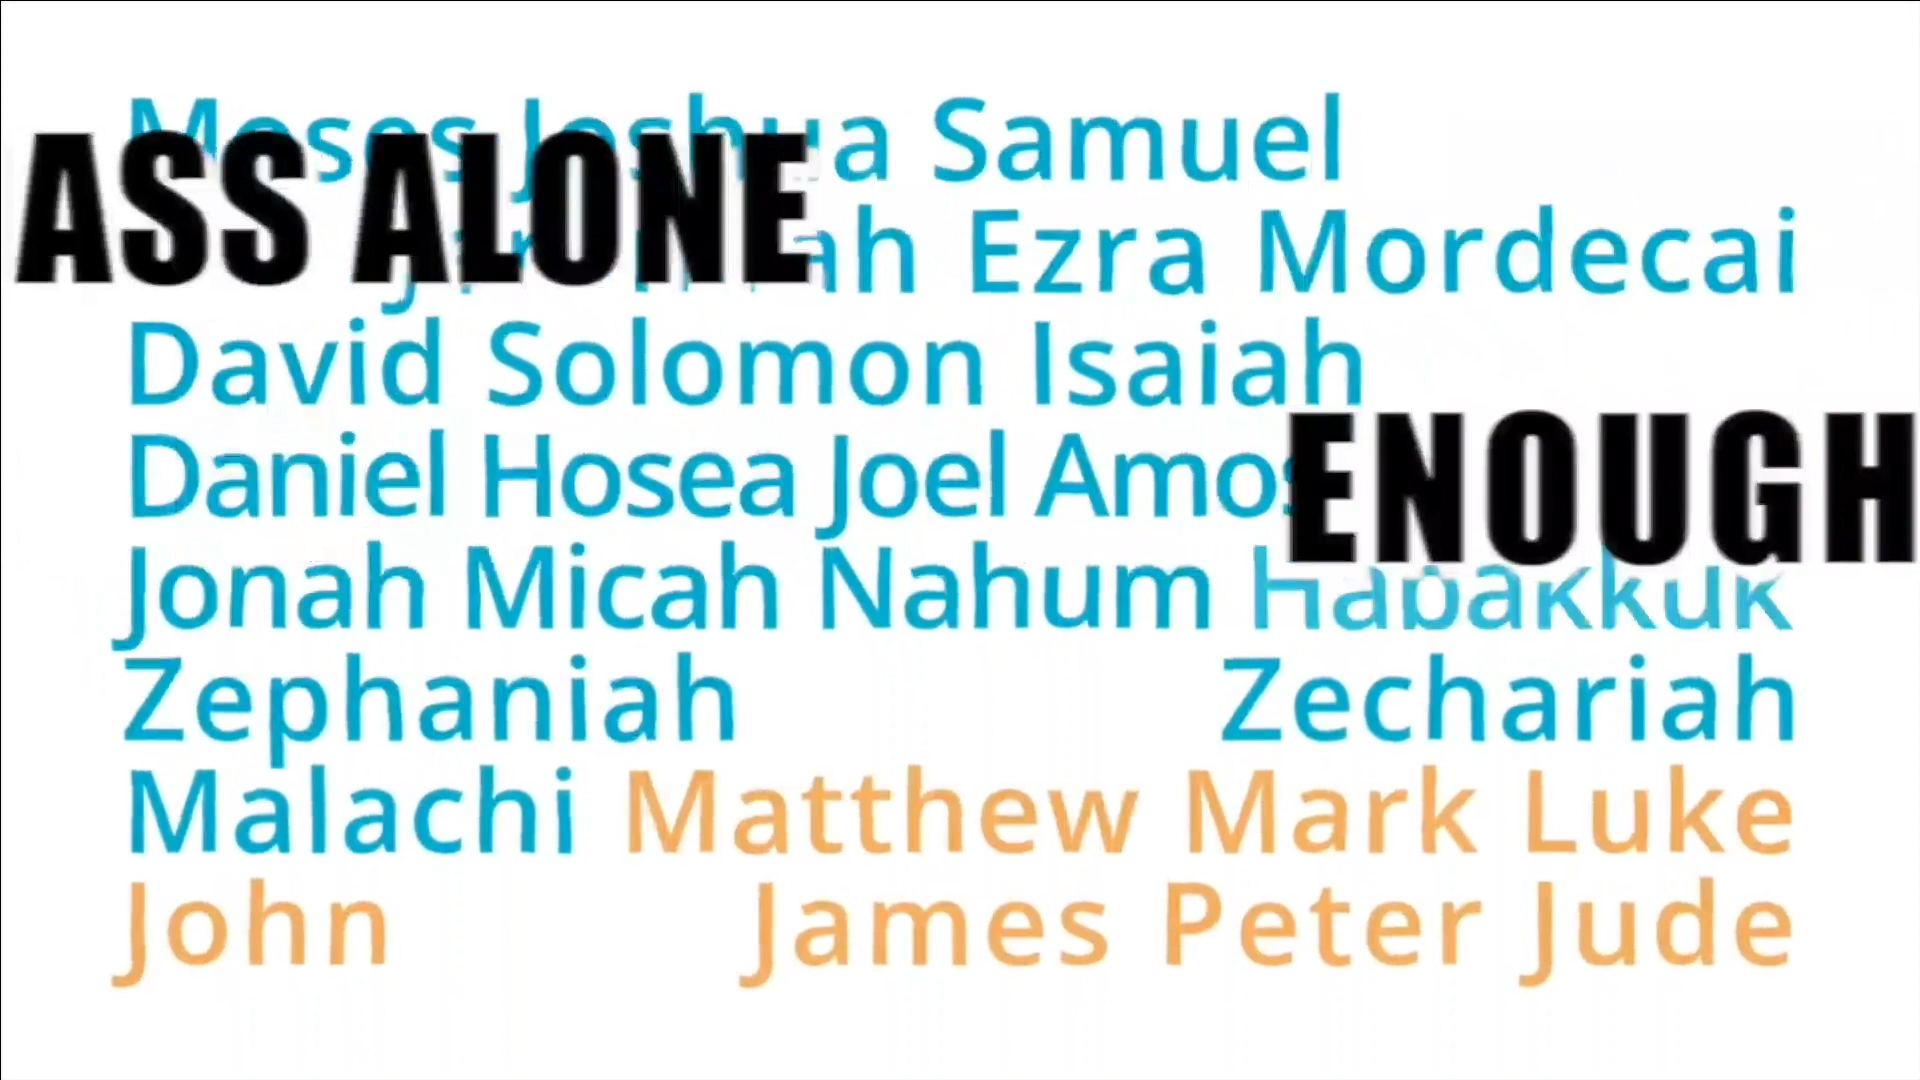 Moses Joshua Samuel
ASS ALONE
Ezra Mordecai
David Solomon Isaiah
ENOUGH
Daniel Hosea Joel Amos
Jonah Micah Nahum Habakkuk
Zephaniah Zechariah
Malachi Matthew Mark Luke
John James Peter Jude